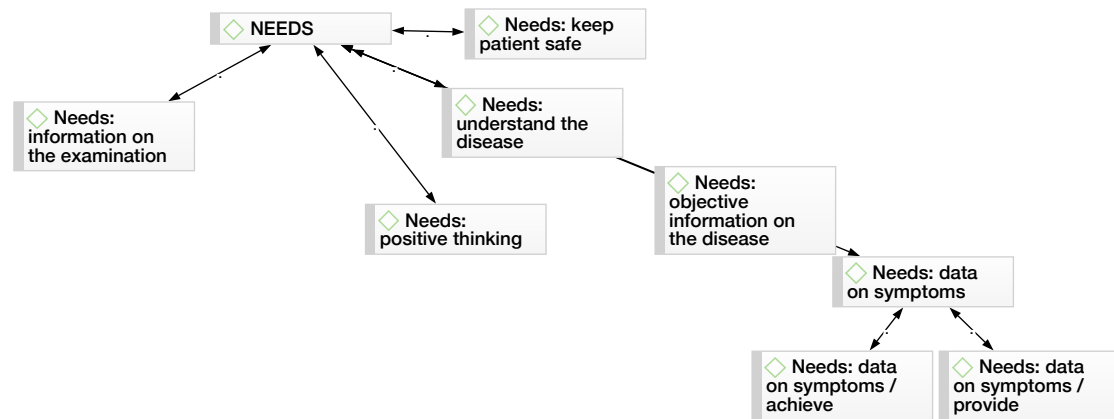 NEEDS
Needs: keep
patient safe
Needs:
information on
the examination
Needs:
understand the
disease
Needs:
positive thinking
Needs:
objective
information on
the disease
Needs: data
on symptoms
Needs: data
on symptoms /
achieve
Needs: data
on symptoms /
provide